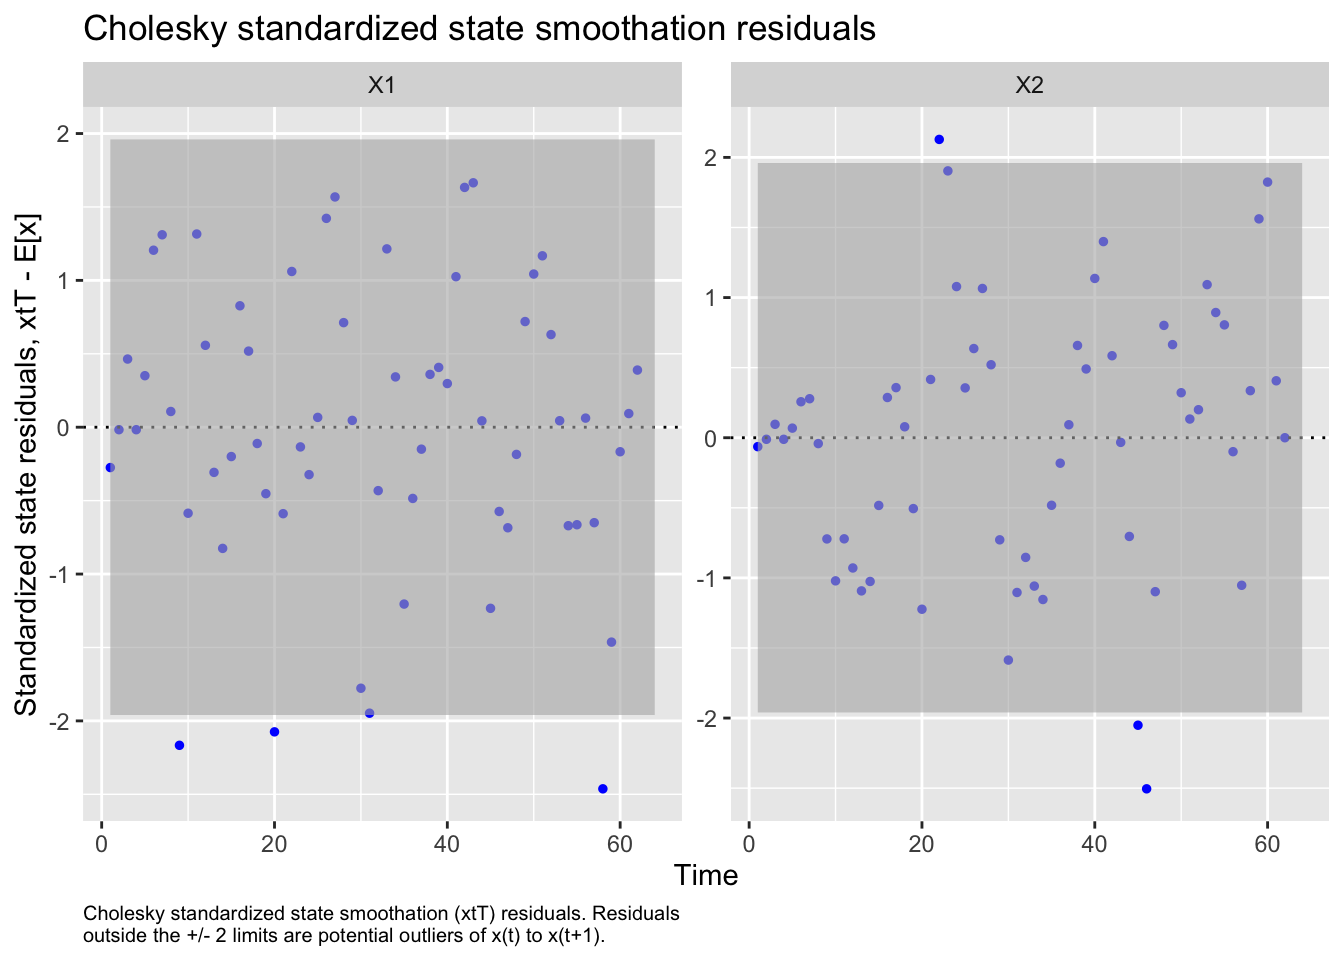 Cholesky standardized state smoothation residuals
X1
X2
Standardized state residuals, xtT - E[x]
2
1
0
-1
-2
2
1
0
-1
-2
0 20 40 60
0 20 40 60
Time
Cholesky standardized state smoothation (xtT) residuals. Residuals
outside the +/- 2 limits are potential outliers of x(t) to x(t+1).